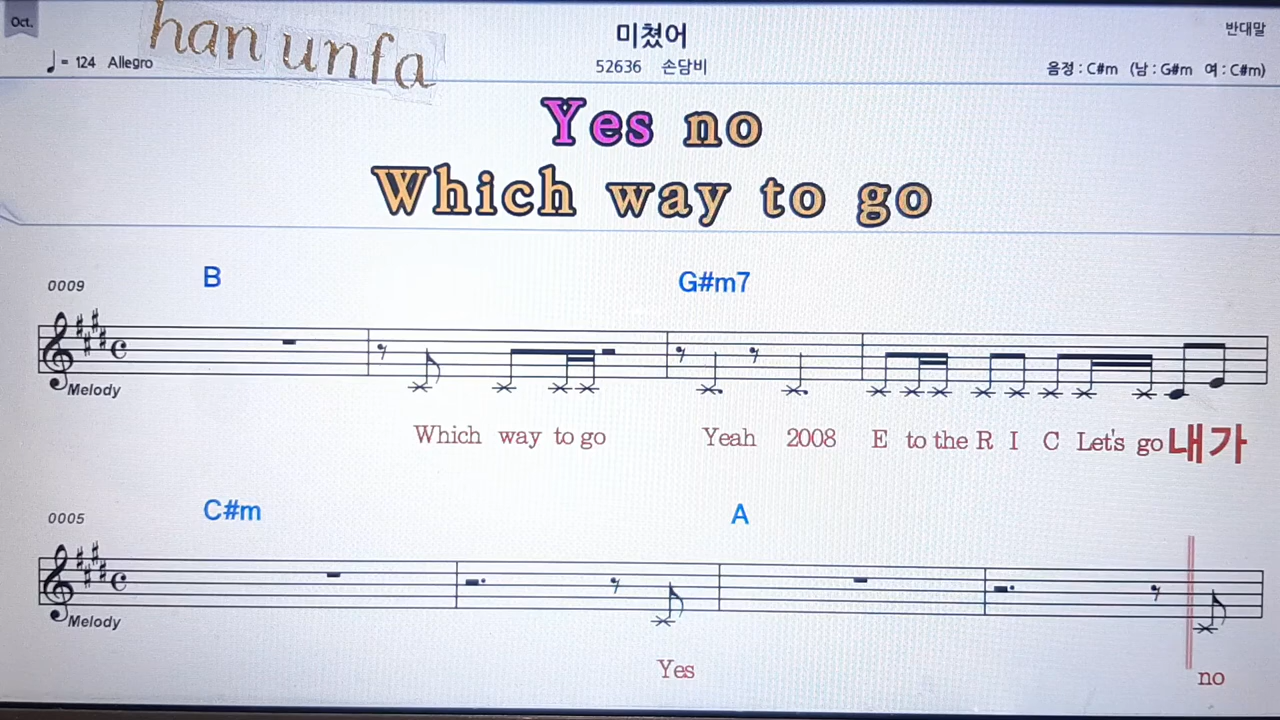 Oct.
han unfa
미쳤어
반대말
♩= 124 Allegro
52636 손담비
음정 : C#m (남 : G#m 여 : C#m)
Yes no
Which way to go
0009
B
G#m7
Melody
Which way to go Yeah 2008 E to the R I C Let's go 내가
0005
C#m
A
Melody
Yes no